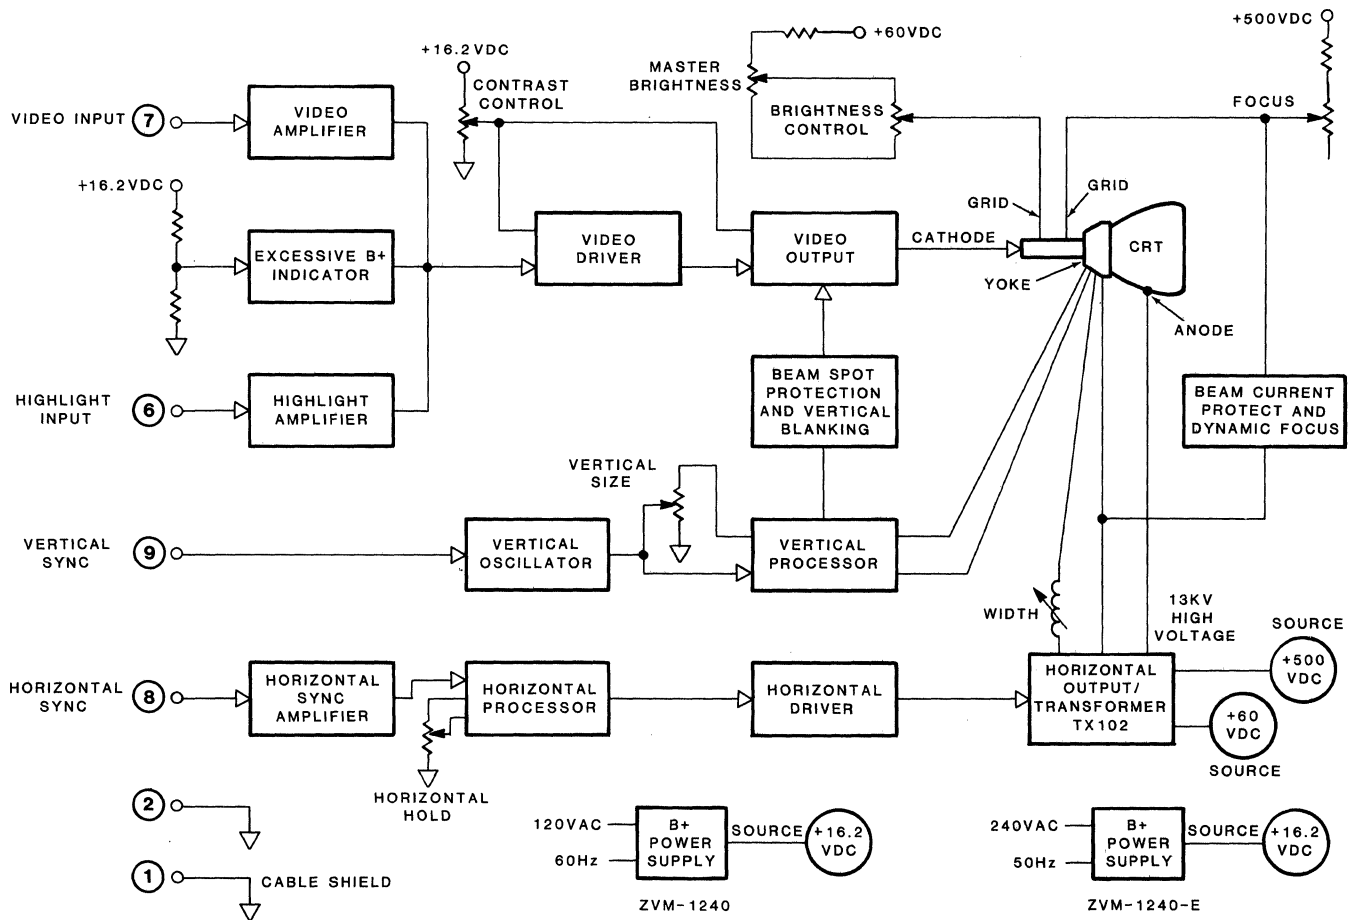 +500VDC
+60VDC
+16.2VDC
MASTER
BRIGHTNESS
CONTRAST
CONTROL
FOCUS
BRIGHTNESS
CONTROL
VIDEO INPUT
7
VIDEO
AMPLIFIER
+16.2VDC
GRID
GRID
EXCESSIVE B+
INDICATOR
VIDEO
DRIVER
VIDEO
OUTPUT
CATHODE
CRT
YOKE
ANODE
HIGHLIGHT
INPUT
6
HIGHLIGHT
AMPLIFIER
BEAM SPOT
PROTECTION
AND VERTICAL
BLANKING
BEAM CURRENT
PROTECT AND
DYNAMIC FOCUS
VERTICAL
SIZE
VERTICAL
SYNC
9
VERTICAL
OSCILLATOR
VERTICAL
PROCESSOR
WIDTH
13KV
HIGH
VOLTAGE
SOURCE
+500
VDC
HORIZONTAL
SYNC
8
HORIZONTAL
SYNC
AMPLIFIER
HORIZONTAL
PROCESSOR
HORIZONTAL
DRIVER
HORIZONTAL
OUTPUT/
TRANSFORMER
TX102
+60
VDC
SOURCE
HORIZONTAL
HOLD
2
1
CABLE SHIELD
120VAC
60Hz
B+
POWER
SUPPLY
SOURCE
+16.2
VDC
ZVM-1240
240VAC
50Hz
B+
POWER
SUPPLY
SOURCE
+16.2
VDC
ZVM-1240-E